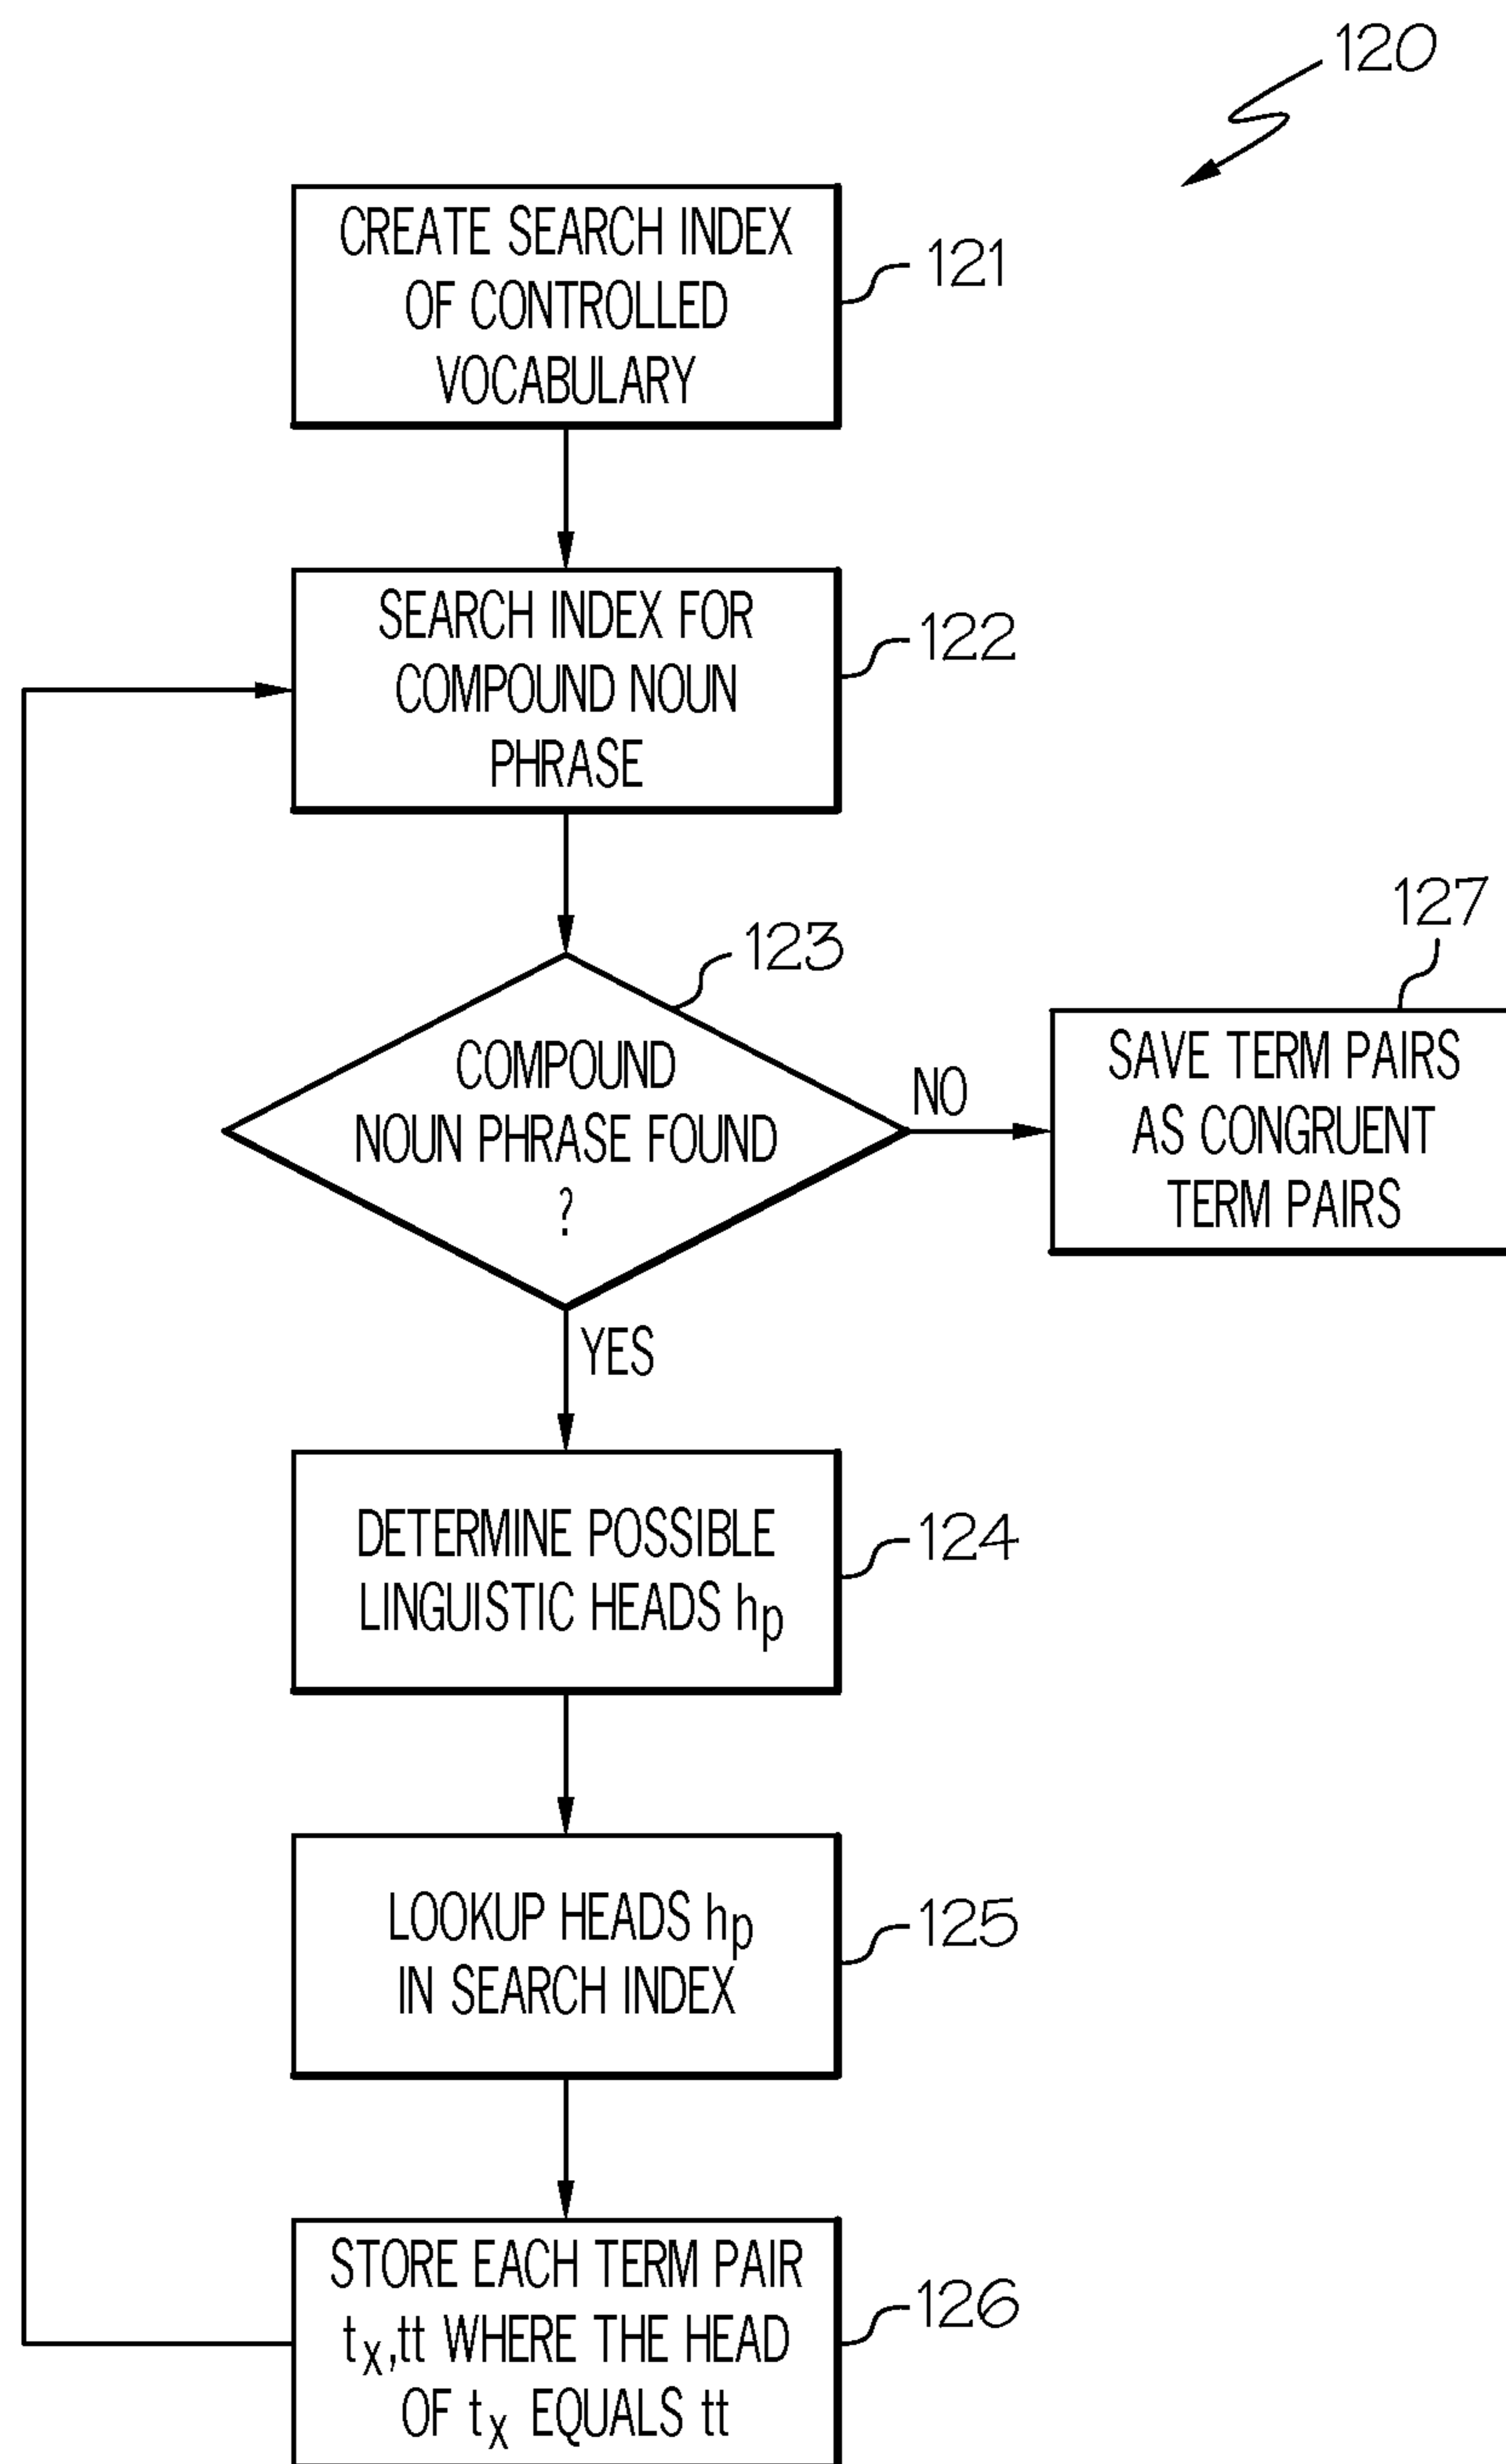 120
CREATE SEARCH INDEX
OF CONTROLLED
VOCABULARY
121
SEARCH INDEX FOR
COMPOUND NOUN
PHRASE
122
123
COMPOUND
NOUN PHRASE FOUND
?
NO
127
SAVE TERM PAIRS
AS CONGRUENT
TERM PAIRS
YES
DETERMINE POSSIBLE
LINGUISTIC HEADS hp
124
LOOKUP HEADS hp
IN SEARCH INDEX
125
STORE EACH TERM PAIR
tx,tt WHERE THE HEAD
OF tx EQUALS tt
126